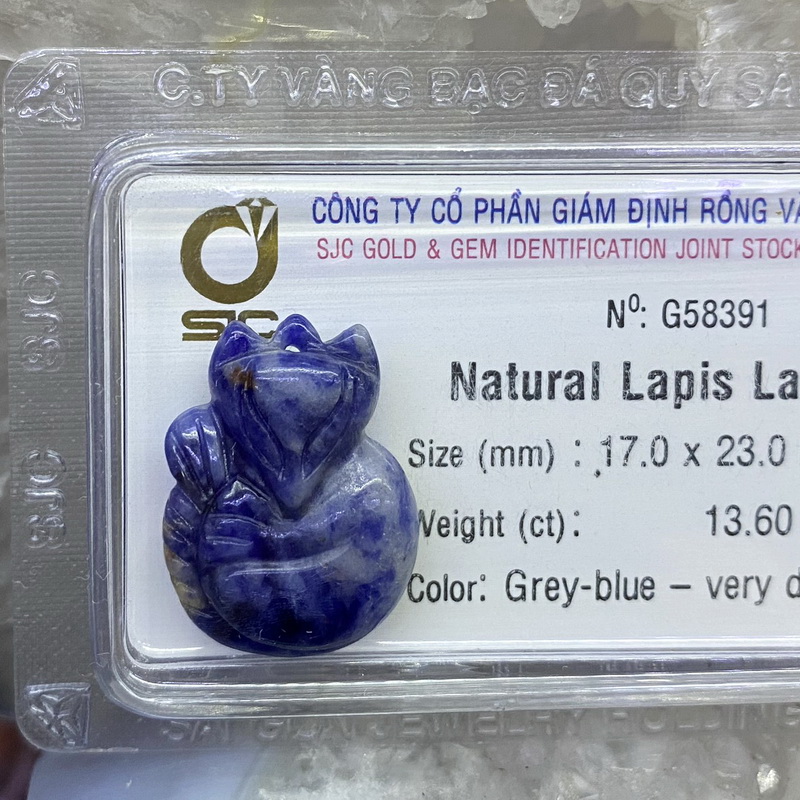 C.TY VÀNG BẠC ĐÁ QUÝ
CÔNG TY CỔ PHẦN GIÁM ĐỊNH RỒNG
SJC GOLD & GEM IDENTIFICATION JOINT STOCK
SJC
Nº: G58391
Natural Lapis La
SJC
Size (mm) : 17.0 x 23.0
SJC
Weight (ct): 13.60
Color: Grey-blue – very d
JEWELRY HOLDING